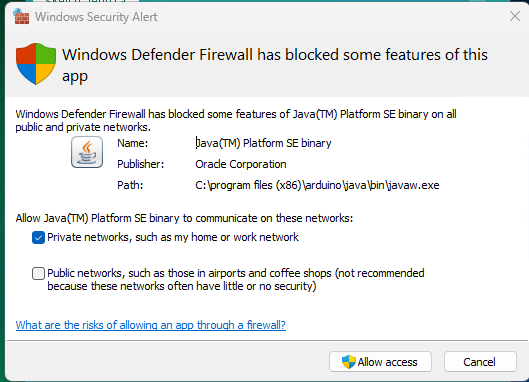 Windows Security Alert
Windows Defender Firewall has blocked some features of this
app
Windows Defender Firewall has blocked some features of Java(TM) Platform SE binary on all
public and private networks.
Name: Java(TM) Platform SE binary
Publisher: Oracle Corporation
Path: C:\program files (x86)\arduino\java\bin\javaw.exe
Allow Java(TM) Platform SE binary to communicate on these networks:
Private networks, such as my home or work network
Public networks, such as those in airports and coffee shops (not recommended
because these networks often have little or no security)
What are the risks of allowing an app through a firewall?
Allow access Cancel